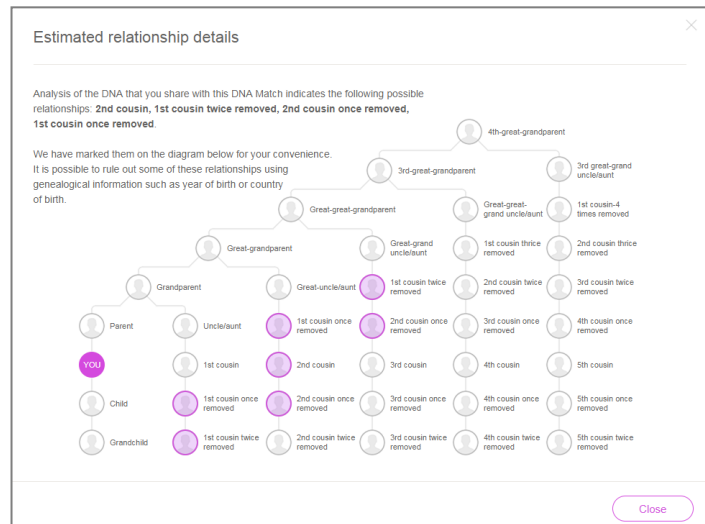 Estimated relationship details
Analysis of the DNA that you share with this DNA Match indicates the following possible
relationships: 2nd cousin, 1st cousin twice removed, 2nd cousin once removed,
1st cousin once removed.
We have marked them on the diagram below for your convenience.
It is possible to rule out some of these relationships using
genealogical information such as year of birth or country
of birth.
4th-great-grandparent
3rd-great-grandparent
3rd great-grand
uncle/aunt
Great-great-grandparent
Great-great-
grand uncle/aunt
1st cousin-4
times removed
Great-grandparent
Great-grand
uncle/aunt
1st cousin thrice
removed
2nd cousin thrice
removed
Grandparent
Great-uncle/aunt
1st cousin twice
removed
2nd cousin twice
removed
3rd cousin twice
removed
Parent
Uncle/aunt
1st cousin once
removed
2nd cousin once
removed
3rd cousin once
removed
4th cousin once
removed
YOU
1st cousin
2nd cousin
3rd cousin
4th cousin
5th cousin
Child
1st cousin once
removed
2nd cousin once
removed
3rd cousin once
removed
4th cousin once
removed
5th cousin once
removed
Grandchild
1st cousin twice
removed
2nd cousin twice
removed
3rd cousin twice
removed
4th cousin twice
removed
5th cousin twice
removed
Close